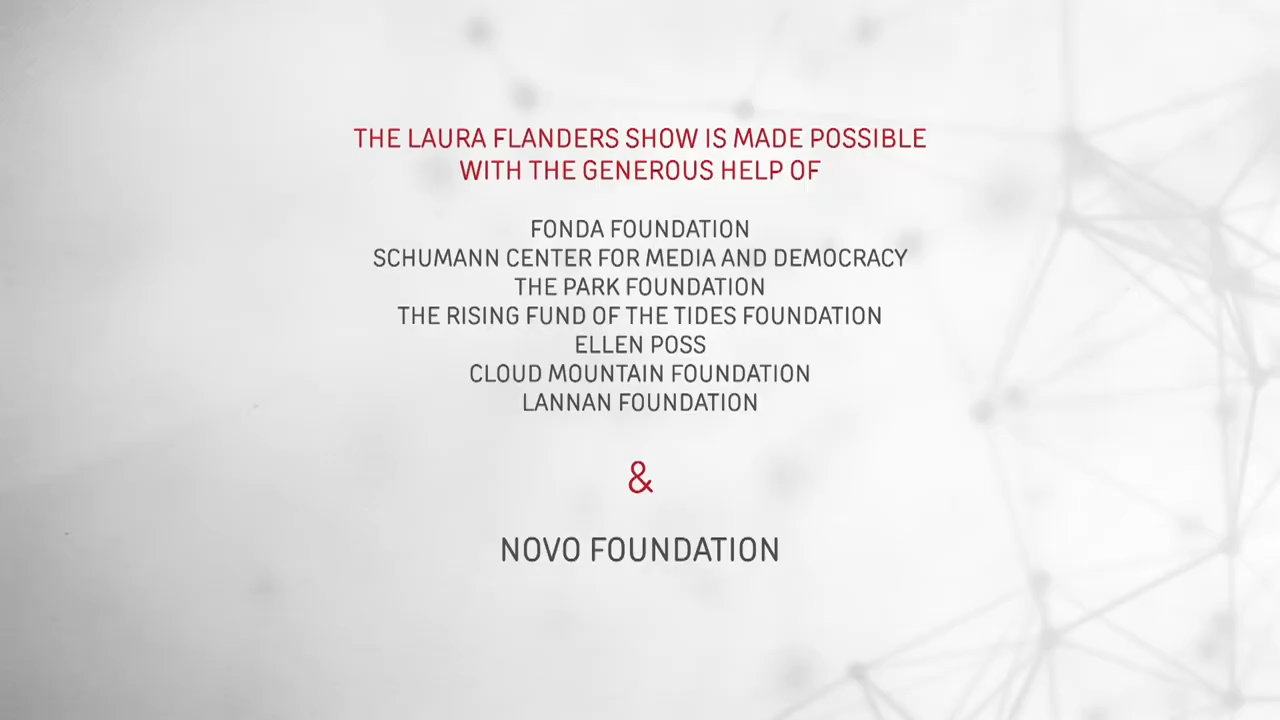 THE LAURA FLANDERS SHOW IS MADE POSSIBLE
WITH THE GENEROUS HELP OF
FONDA FOUNDATION
SCHUMANN CENTER FOR MEDIA AND DEMOCRACY
THE PARK FOUNDATION
THE RISING FUND OF THE TIDES FOUNDATION
ELLEN POSS
CLOUD MOUNTAIN FOUNDATION
LANNAN FOUNDATION
&
NOVO FOUNDATION